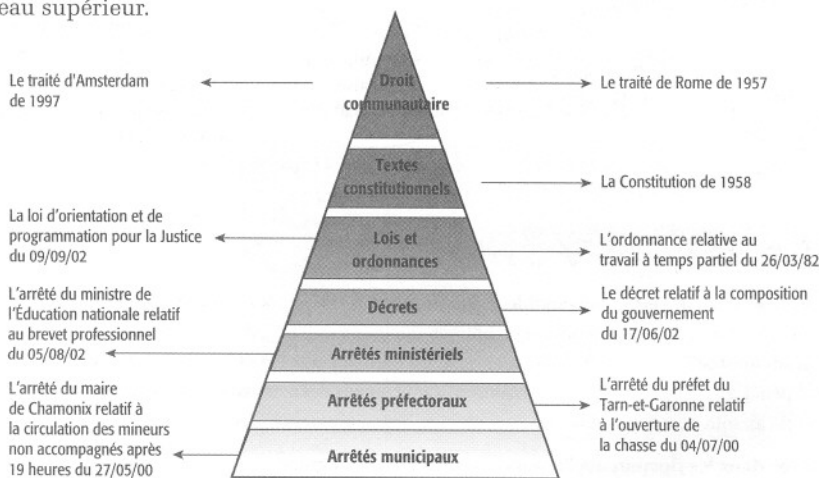 eau supérieur.
Le traité d'Amsterdam
de 1997
Droit
communautaire
Le traité de Rome de 1957
Textes
constitutionnels
La Constitution de 1958
La loi d'orientation et de
programmation pour la Justice
du 09/09/02
Lois et
ordonnances
L'ordonnance relative au
travail à temps partiel du 26/03/82
L'arrêté du ministre de
l'Éducation nationale relatif
au brevet professionnel
du 05/08/02
Décrets
Le décret relatif à la composition
du gouvernement
du 17/06/02
Arrêtés ministériels
L'arrêté du maire
de Chamonix relatif à
la circulation des mineurs
non accompagnés après
19 heures du 27/05/00
Arrêtés préfectoraux
L'arrêté du préfet du
Tarn-et-Garonne relatif
à l'ouverture de
la chasse du 04/07/00
Arrêtés municipaux